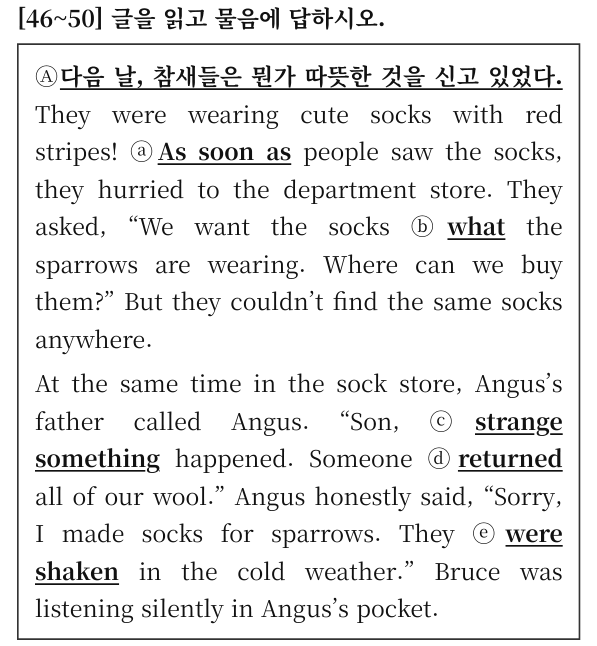 [46~50] 글을 읽고 물음에 답하시오.
Ⓐ다음 날, 참새들은 뭔가 따뜻한 것을 신고 있었다.
They were wearing cute socks with red
stripes! ⓐ As soon as people saw the socks,
they hurried to the department store. They
asked, “We want the socks ⓑ what the
sparrows are wearing. Where can we buy
them?” But they couldn’t find the same socks
anywhere.
At the same time in the sock store, Angus’s
father called Angus. “Son, ⓒ strange
something happened. Someone ⓓ returned
all of our wool.” Angus honestly said, “Sorry,
I made socks for sparrows. They ⓔ were
shaken in the cold weather.” Bruce was
listening silently in Angus’s pocket.